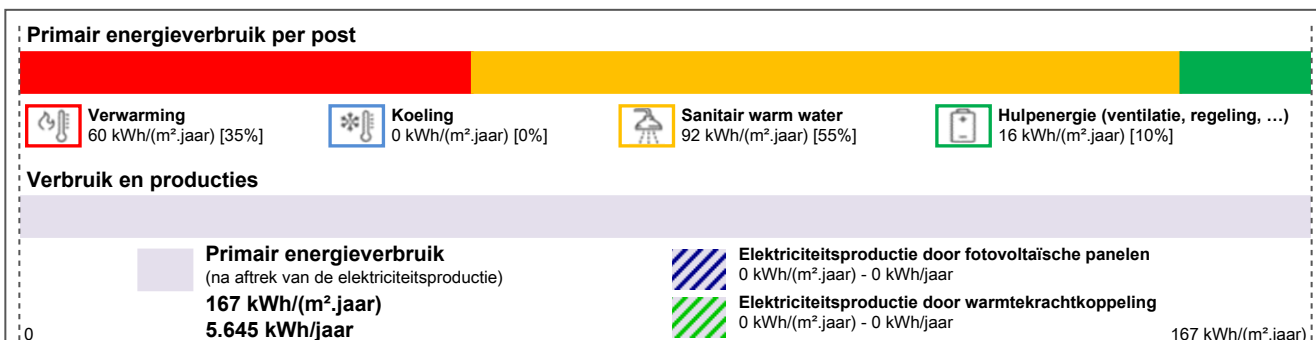 Primair energieverbruik per post
Verwarming
60 kWh/(m².jaar) [35%]
Koeling
0 kWh/(m².jaar) [0%]
Sanitair warm water
92 kWh/(m².jaar) [55%]
Hulpenergie (ventilatie, regeling, …)
16 kWh/(m².jaar) [10%]
Verbruik en producties
Primair energieverbruik
(na aftrek van de elektriciteitsproductie)
167 kWh/(m².jaar)
5.645 kWh/jaar
Elektriciteitsproductie door fotovoltaïsche panelen
0 kWh/(m².jaar) - 0 kWh/jaar
Elektriciteitsproductie door warmtekrachtkoppeling
0 kWh/(m².jaar) - 0 kWh/jaar
0
167 kWh/(m².jaar)